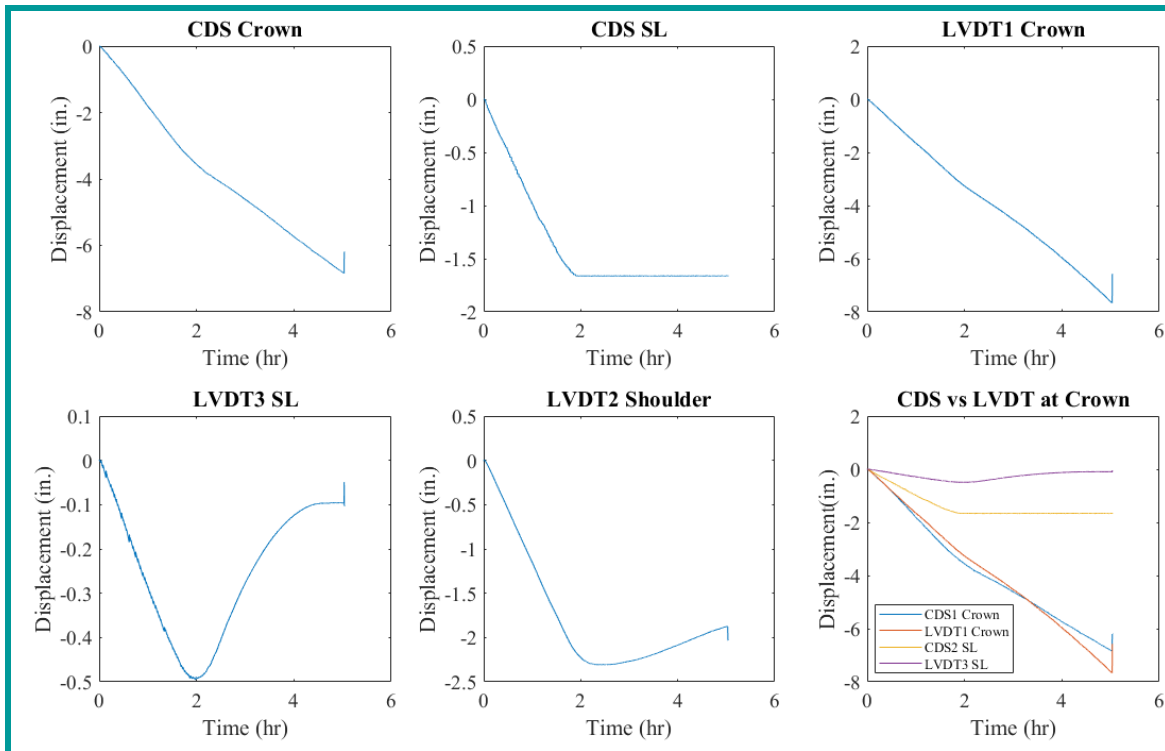 CDS Crown
0
-2
-4
-6
-8
Displacement (in.)
0 2 4 6
Time (hr)
CDS SL
0.5
0
-0.5
-1
-1.5
-2
Displacement (in.)
0 2 4 6
Time (hr)
LVDT1 Crown
2
0
-2
-4
-6
-8
Displacement (in.)
0 2 4 6
Time (hr)
LVDT3 SL
0.1
0
-0.1
-0.2
-0.3
-0.4
-0.5
Displacement (in.)
0 2 4 6
Time (hr)
LVDT2 Shoulder
0.5
0
-0.5
-1
-1.5
-2
-2.5
Displacement (in.)
0 2 4 6
Time (hr)
CDS vs LVDT at Crown
2
0
-2
-4
-6
-8
Displacement(in.)
CDS1 Crown
LVDT1 Crown
CDS2 SL
LVDT3 SL
0 2 4 6
Time (hr)